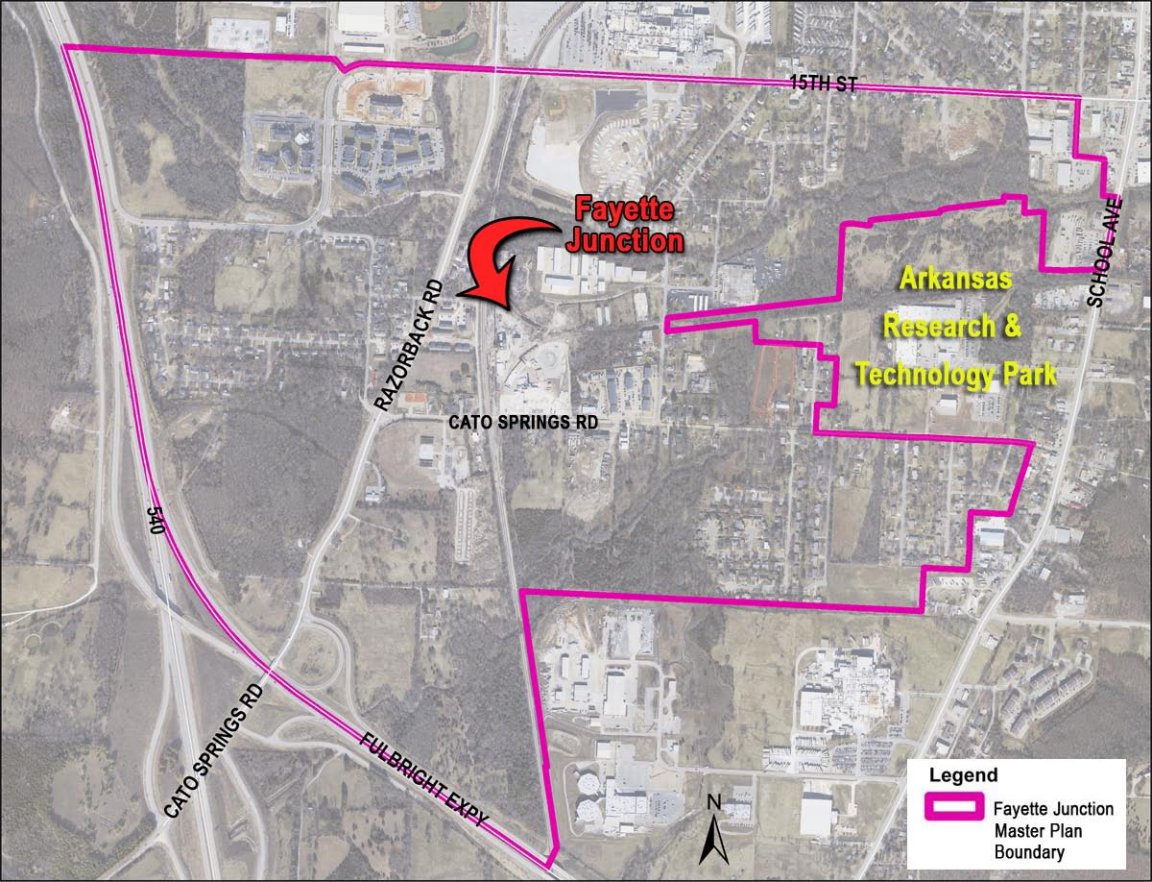 15TH ST
Fayette
Junction
SCHOOL AVE
Arkansas
Research &
Technology Park
RAZORBACK RD
CATO SPRINGS RD
540
CATO SPRINGS RD
FULBRIGHT EXPY
N
Legend
Fayette Junction
Master Plan
Boundary